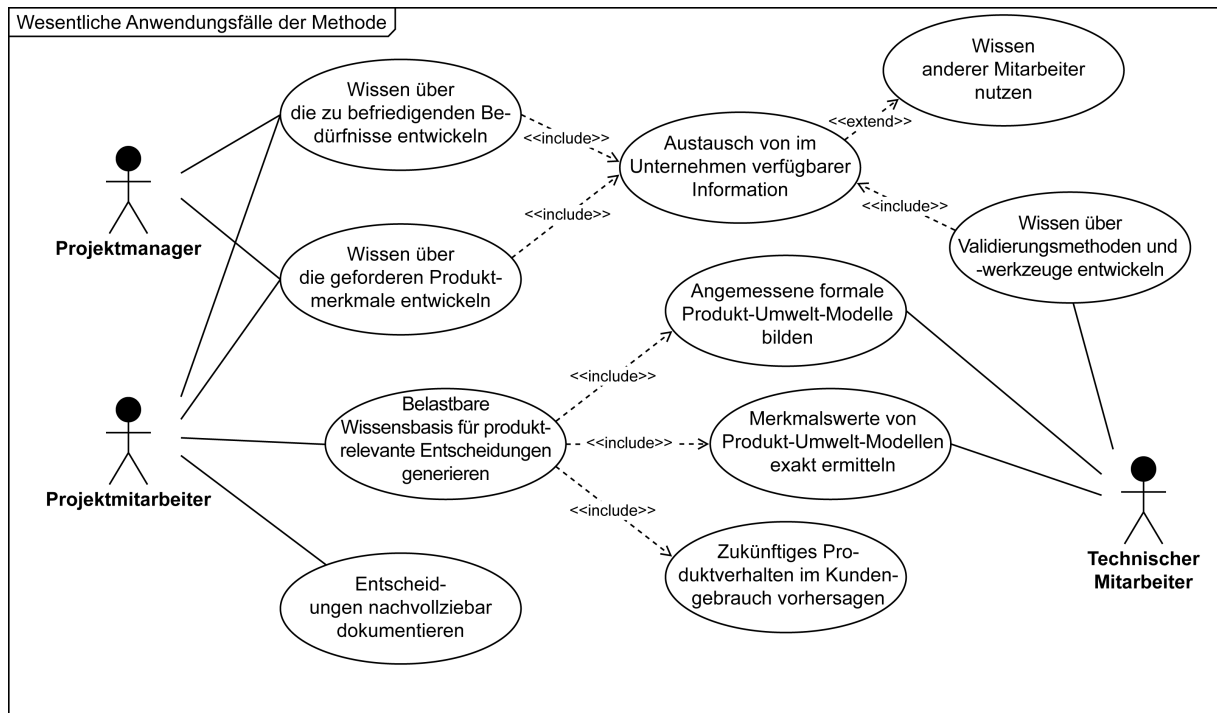 Wesentliche Anwendungsfälle der Methode
Wissen über
die zu befriedigenden Be-
dürfnisse entwickeln
<<include>>
Austausch von im
Unternehmen verfügbarer
Information
<<extend>>
Wissen
anderer Mitarbeiter
nutzen
Projektmanager
Wissen über
die geforderen Produkt-
merkmale entwickeln
<<include>>
<<include>>
Wissen über
Validierungsmethoden und
-werkzeuge entwickeln
Angemessene formale
Produkt-Umwelt-Modelle
bilden
<<include>>
Projektmitarbeiter
Belastbare
Wissensbasis für produkt-
relevante Entscheidungen
generieren
<<include>>
Merkmalswerte von
Produkt-Umwelt-Modellen
exakt ermitteln
<<include>>
Zukünftiges Pro-
duktverhalten im Kunden-
gebrauch vorhersagen
Technischer
Mitarbeiter
Entscheid-
ungen nachvollziebar
dokumentieren